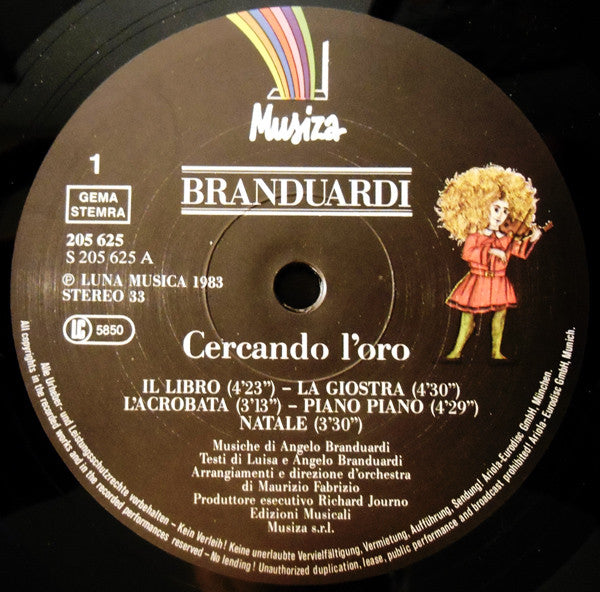 Musiza
1
BRANDUARDI
GEMA
STEMRA
205 625
S 205 625 A
℗ LUNA MUSICA 1983
STEREO 33
LC 5850
Cercando l'oro
IL LIBRO (4'23") – LA GIOSTRA (4'30")
L'ACROBATA (3'13") – PIANO PIANO (4'29")
NATALE (3'30")
Musiche di Angelo Branduardi
Testi di Luisa e Angelo Branduardi
Arrangiamenti e direzione d'orchestra
di Maurizio Fabrizio
Produttore esecutivo Richard Journo
Edizioni Musicali
Musiza s.r.l.
Alle Urheber- und Leistungsschutzrechte vorbehalten – Kein Verleih! Keine unerlaubte Vervielfältigung, Vermietung, Aufführung, Sendung! Ariola-Eurodisc GmbH, München.
All copyrights in the recorded works and in the recorded performances reserved – No lending! Unauthorized duplication, lease, public performance and broadcast prohibited! Ariola-Eurodisc GmbH, Munich.